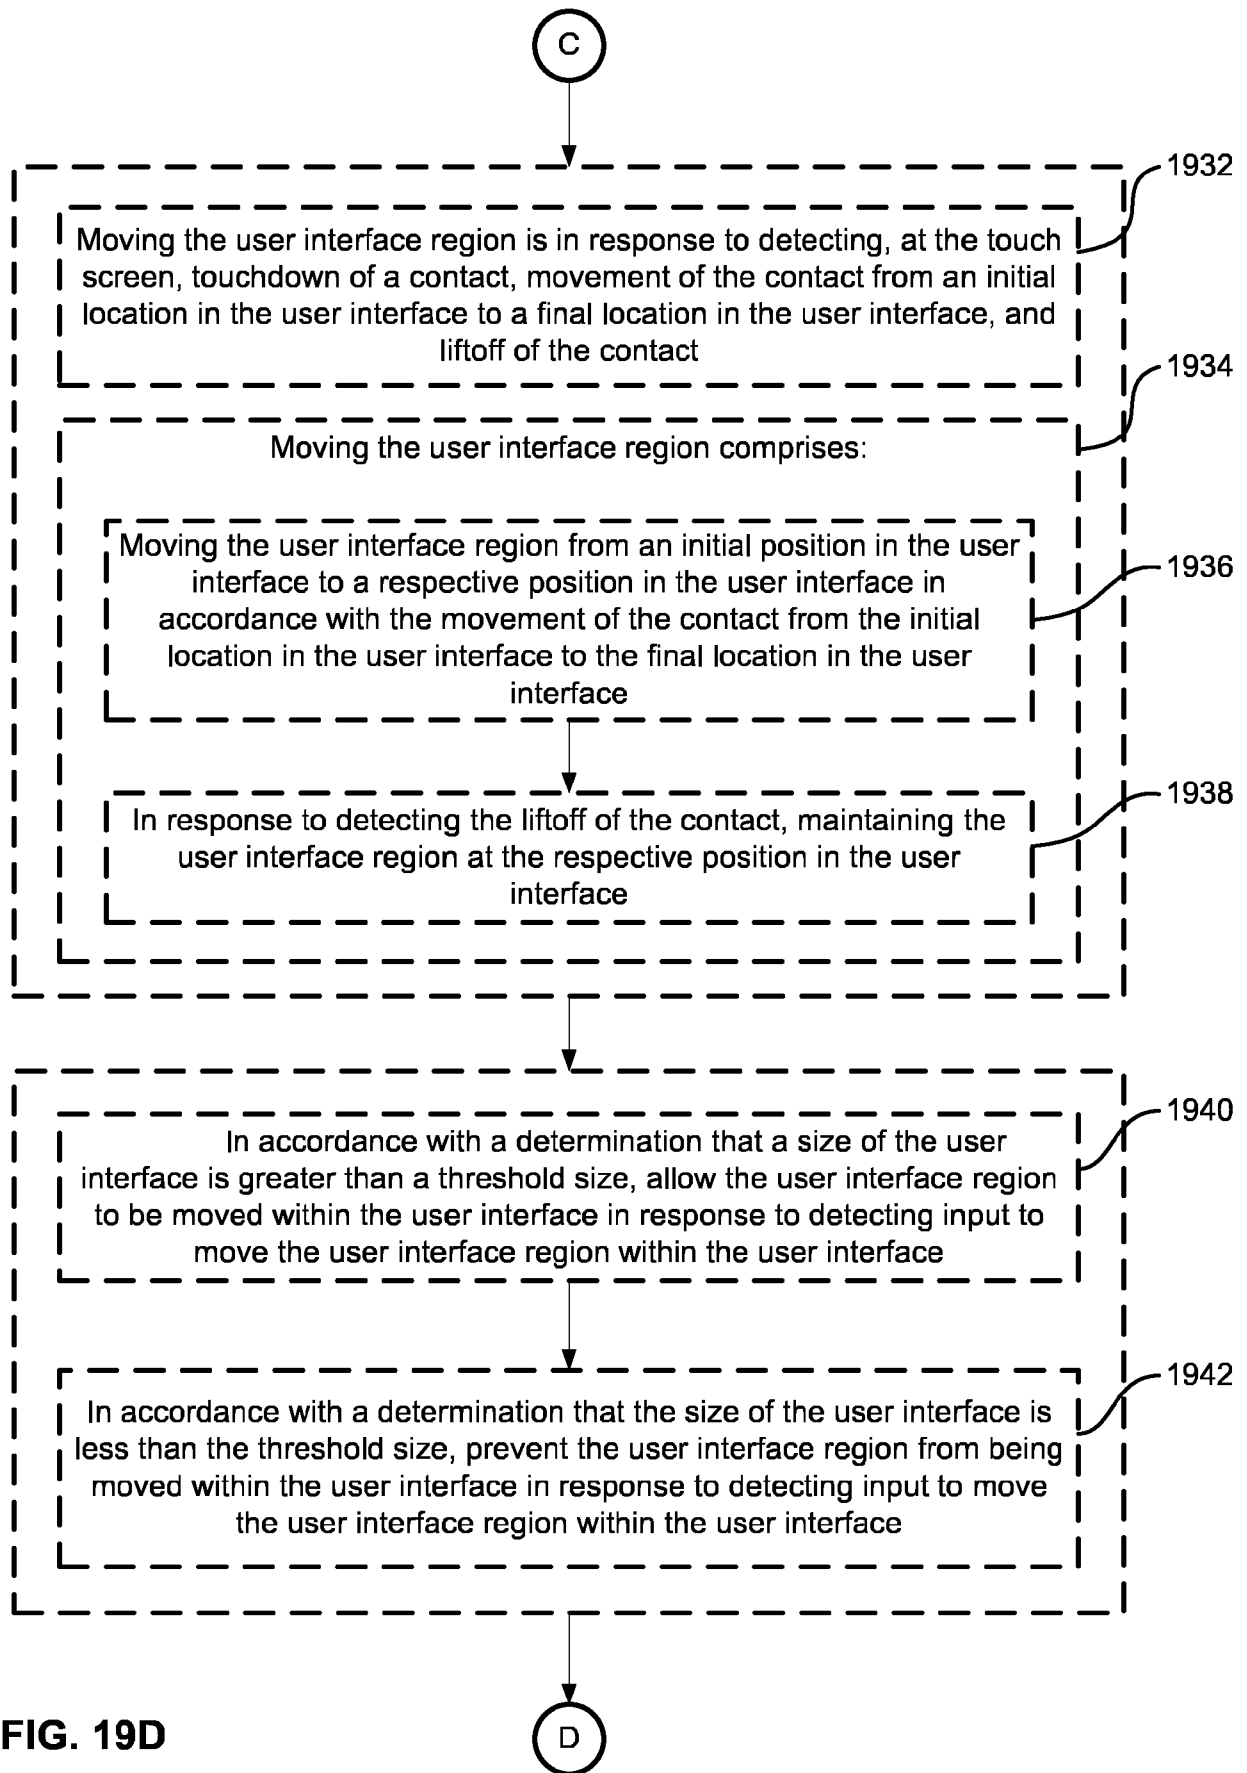 C
1932
Moving the user interface region is in response to detecting, at the touch
screen, touchdown of a contact, movement of the contact from an initial
location in the user interface to a final location in the user interface, and
liftoff of the contact
1934
Moving the user interface region comprises:
Moving the user interface region from an initial position in the user
interface to a respective position in the user interface in
accordance with the movement of the contact from the initial
location in the user interface to the final location in the user
interface
1936
In response to detecting the liftoff of the contact, maintaining the
user interface region at the respective position in the user
interface
1938
In accordance with a determination that a size of the user
interface is greater than a threshold size, allow the user interface region
to be moved within the user interface in response to detecting input to
move the user interface region within the user interface
1940
In accordance with a determination that the size of the user interface is
less than the threshold size, prevent the user interface region from being
moved within the user interface in response to detecting input to move
the user interface region within the user interface
1942
FIG. 19D
D